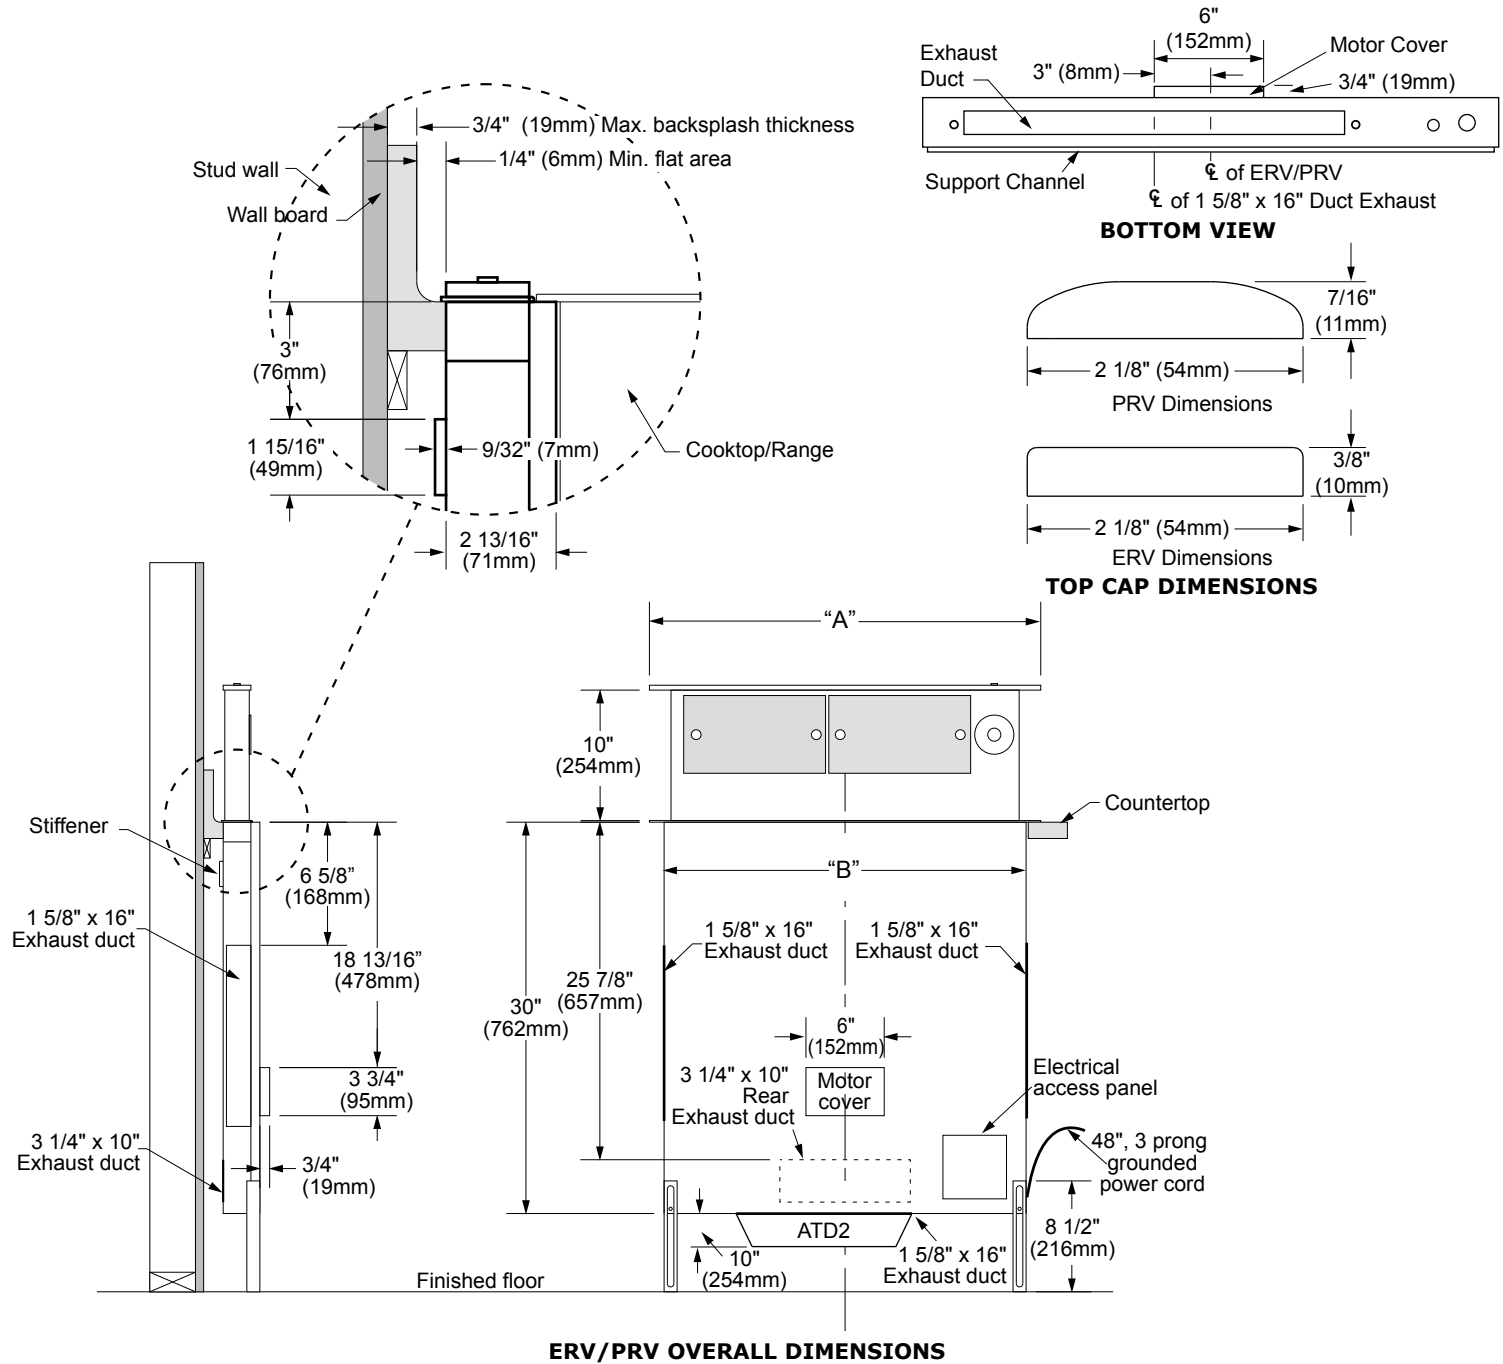 6"
(152mm)
Exhaust
Duct
3" (8mm)
Motor Cover
3/4" (19mm)
Support Channel
℄ of ERV/PRV
℄ of 1 5/8" x 16" Duct Exhaust
BOTTOM VIEW
3/4" (19mm) Max. backsplash thickness
1/4" (6mm) Min. flat area
Stud wall
Wall board
3"
(76mm)
1 15/16"
(49mm)
9/32" (7mm)
Cooktop/Range
2 13/16"
(71mm)
7/16"
(11mm)
2 1/8" (54mm)
PRV Dimensions
3/8"
(10mm)
2 1/8" (54mm)
ERV Dimensions
TOP CAP DIMENSIONS
“A”
10"
(254mm)
Countertop
Stiffener
6 5/8”
(168mm)
“B”
1 5/8" x 16"
Exhaust duct
18 13/16”
(478mm)
1 5/8" x 16"
Exhaust duct
1 5/8" x 16"
Exhaust duct
25 7/8"
(657mm)
30"
(762mm)
6"
(152mm)
3 3/4"
(95mm)
3 1/4" x 10"
Rear
Exhaust duct
Motor
cover
Electrical
access panel
3 1/4" x 10"
Exhaust duct
3/4"
(19mm)
48", 3 prong
grounded
power cord
ATD2
8 1/2"
(216mm)
10"
(254mm)
1 5/8" x 16"
Exhaust duct
Finished floor
ERV/PRV OVERALL DIMENSIONS